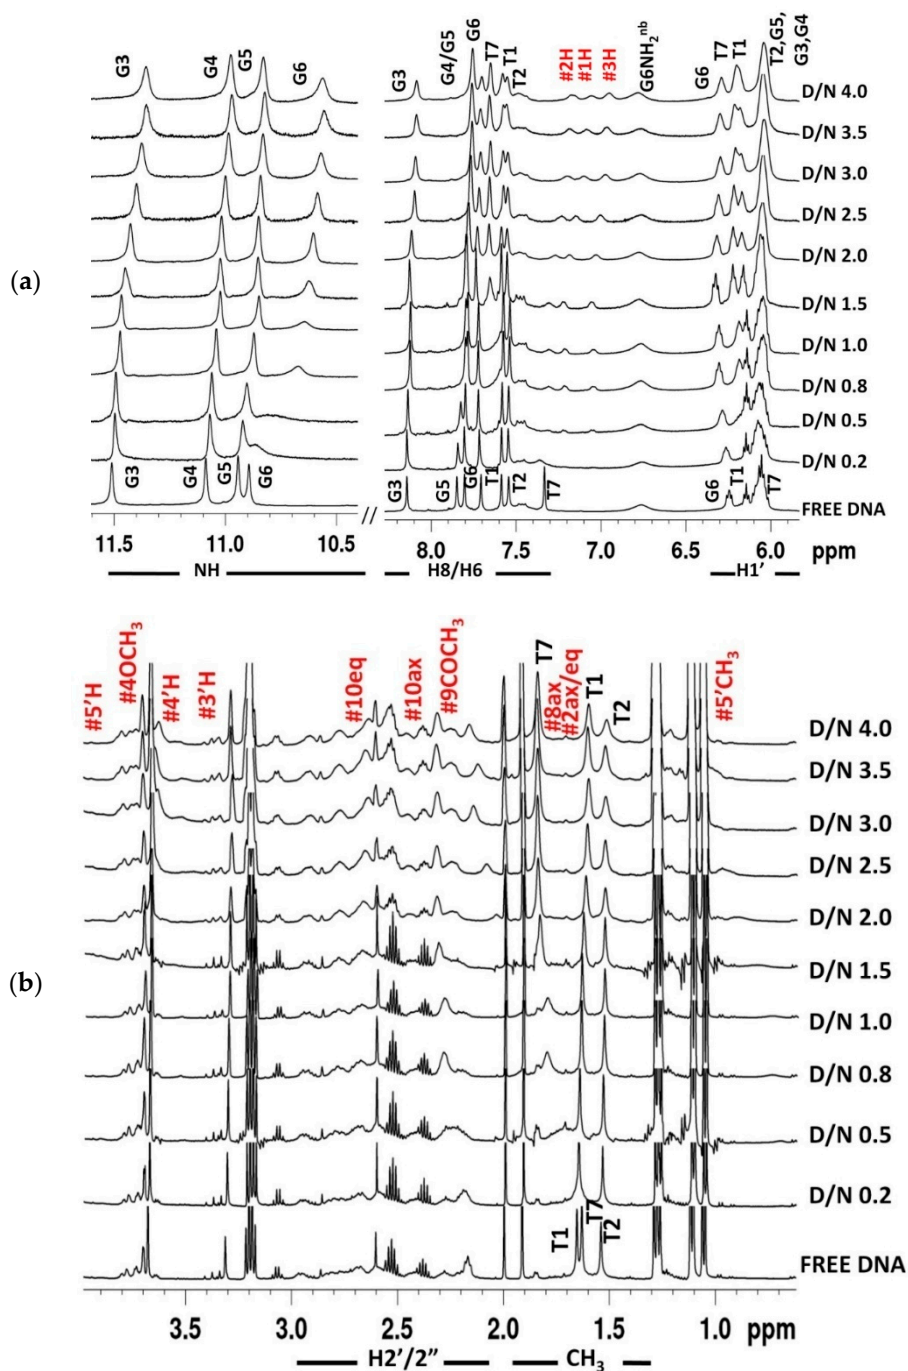 (a)
G3
G4
G5
G6
G3
G4/G5
G6
T7
T1
T2
#2H
#1H
#3H
G6NH₂ⁿᵇ
G6
T7
T1
T2,G5,
G3,G4
D/N 4.0
D/N 3.5
D/N 3.0
D/N 2.5
D/N 2.0
D/N 1.5
D/N 1.0
D/N 0.8
D/N 0.5
D/N 0.2
G3
G4
G5
G6
G3
G5
G6
T1
T2
T7
G6
T1
T7
FREE DNA
11.5
11.0
10.5
//
8.0
7.5
7.0
6.5
6.0
ppm
NH
H8/H6
H1’
(b)
#5’H
#4OCH₃
#4’H
#3’H
#10eq
#10ax
#9COCH₃
T7
#8ax
#2ax/eq
T1
T2
#5’CH₃
D/N 4.0
D/N 3.5
D/N 3.0
D/N 2.5
D/N 2.0
D/N 1.5
D/N 1.0
D/N 0.8
D/N 0.5
D/N 0.2
T1
T7
T2
FREE DNA
3.5
3.0
2.5
2.0
1.5
1.0
ppm
H2’/2’’
CH₃